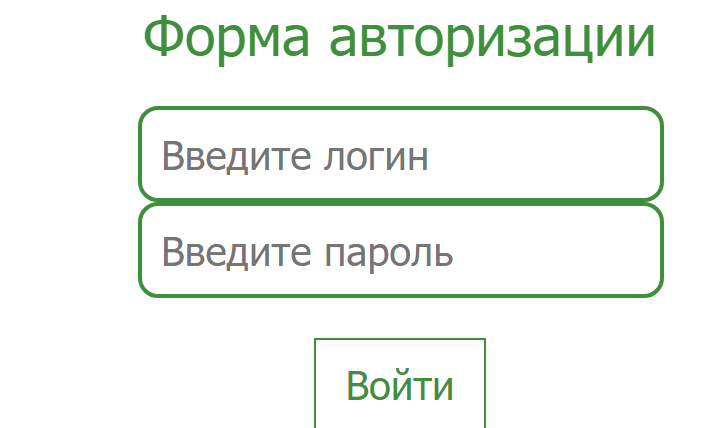 Форма авторизации
Введите логин
Введите пароль
Войти